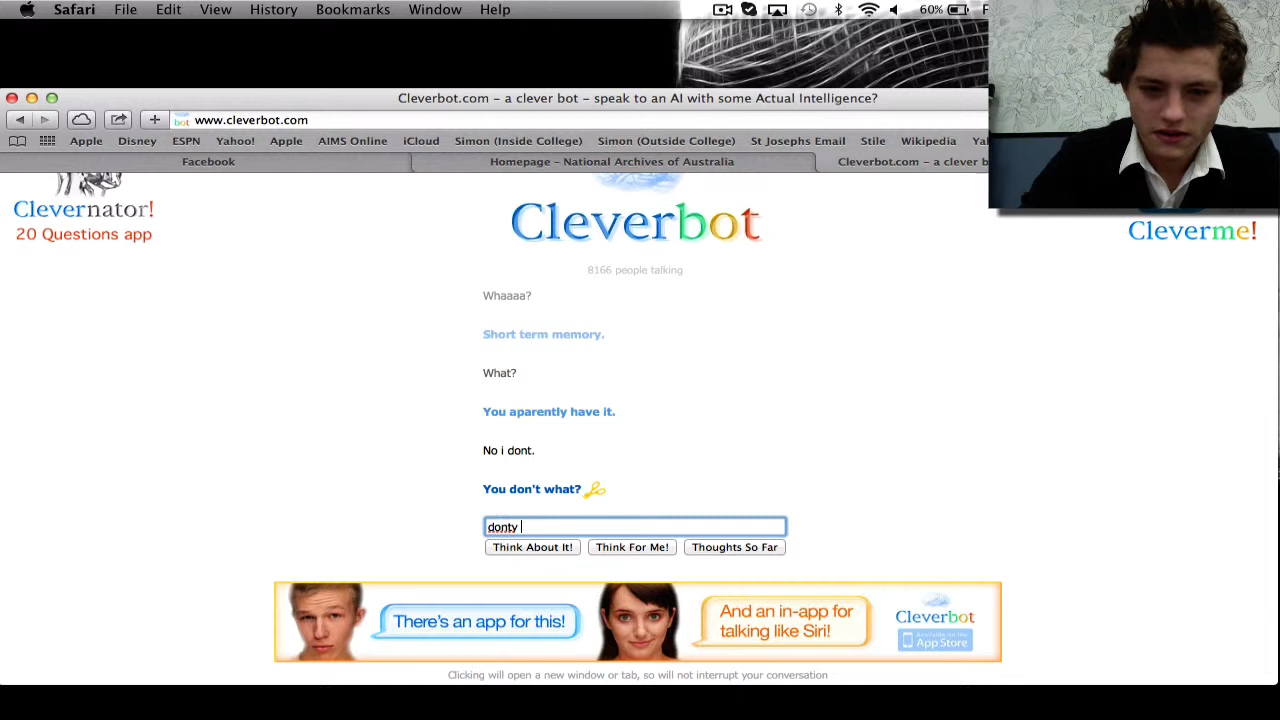 Safari File Edit View History Bookmarks Window Help 60%
Cleverbot.com – a clever bot – speak to an AI with some Actual Intelligence?
www.cleverbot.com
Apple Disney ESPN Yahoo! Apple AIMS Online iCloud Simon (Inside College) Simon (Outside College) St Josephs Email Stile Wikipedia
Facebook Homepage – National Archives of Australia Cleverbot.com – a clever b
Clevernator!
20 Questions app
Cleverbot
Cleverme!
8166 people talking
Whaaaa?
Short term memory.
What?
You aparently have it.
No i dont.
You don't what?
donty
Think About It! Think For Me! Thoughts So Far
There's an app for this!
And an in-app for
talking like Siri!
Cleverbot
Available on the
App Store
Clicking will open a new window or tab, so will not interrupt your conversation